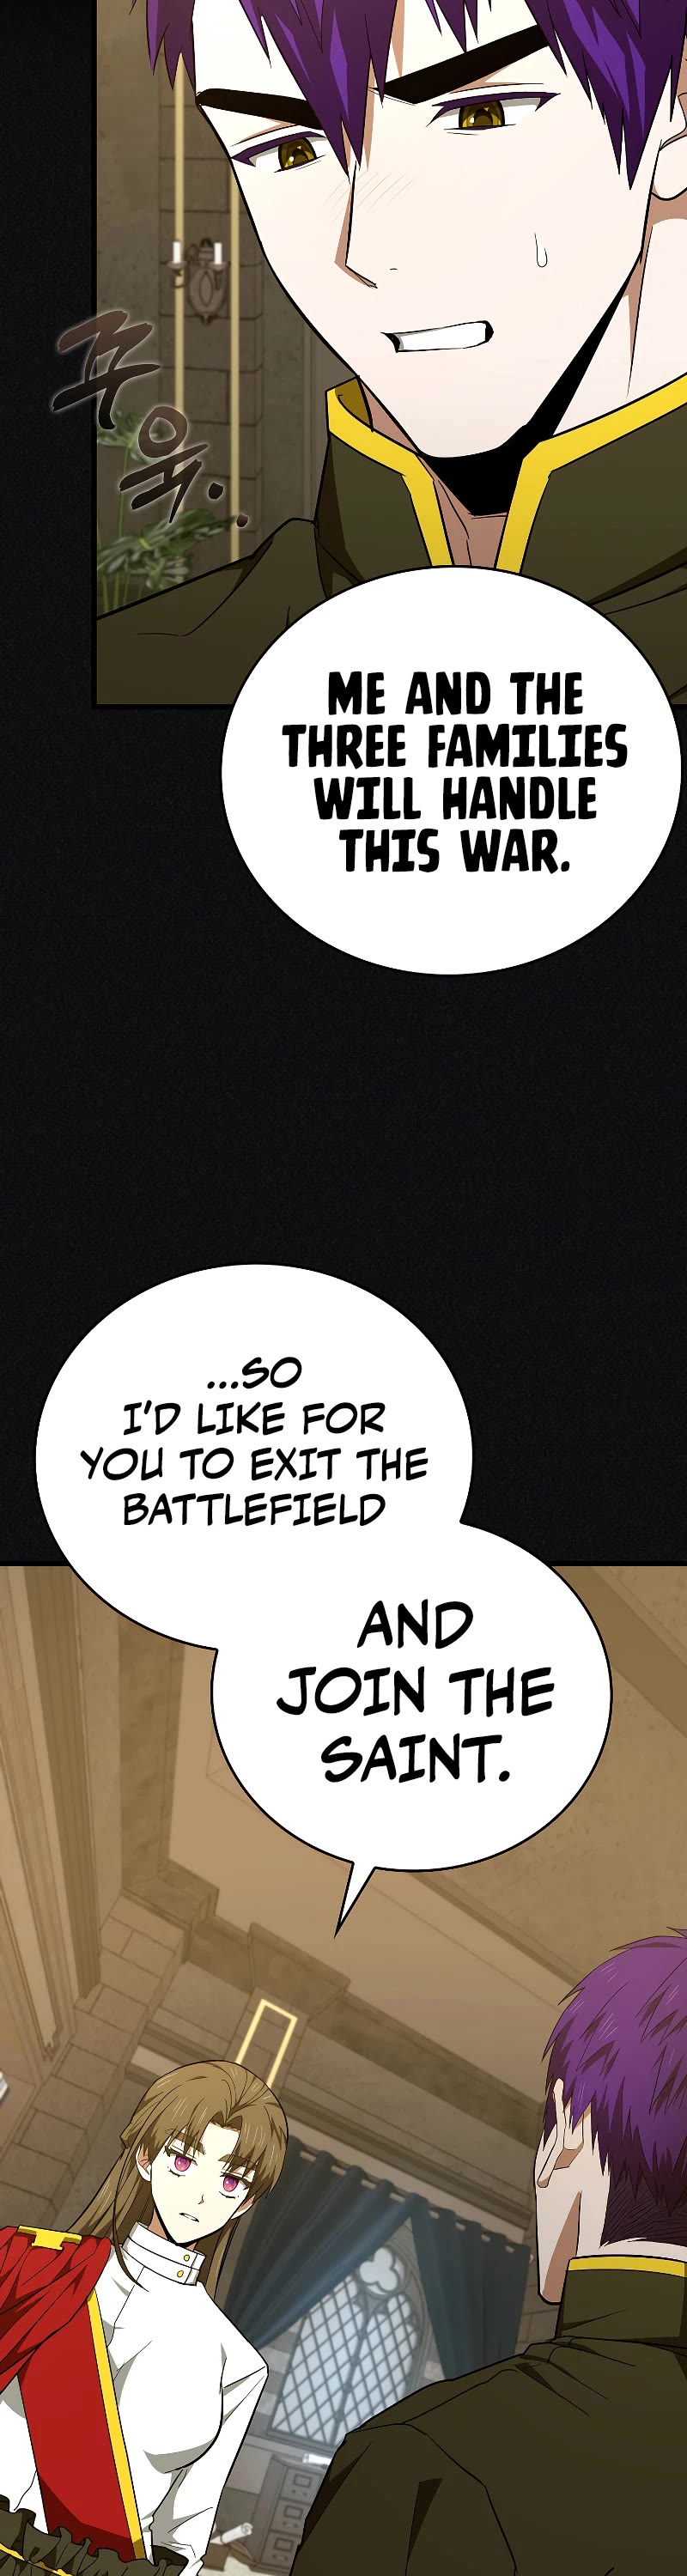 꾸
욱..
ME AND THE
THREE FAMILIES
WILL HANDLE
THIS WAR.
...SO
I'D LIKE FOR
YOU TO EXIT THE
BATTLEFIELD
AND
JOIN THE
SAINT.